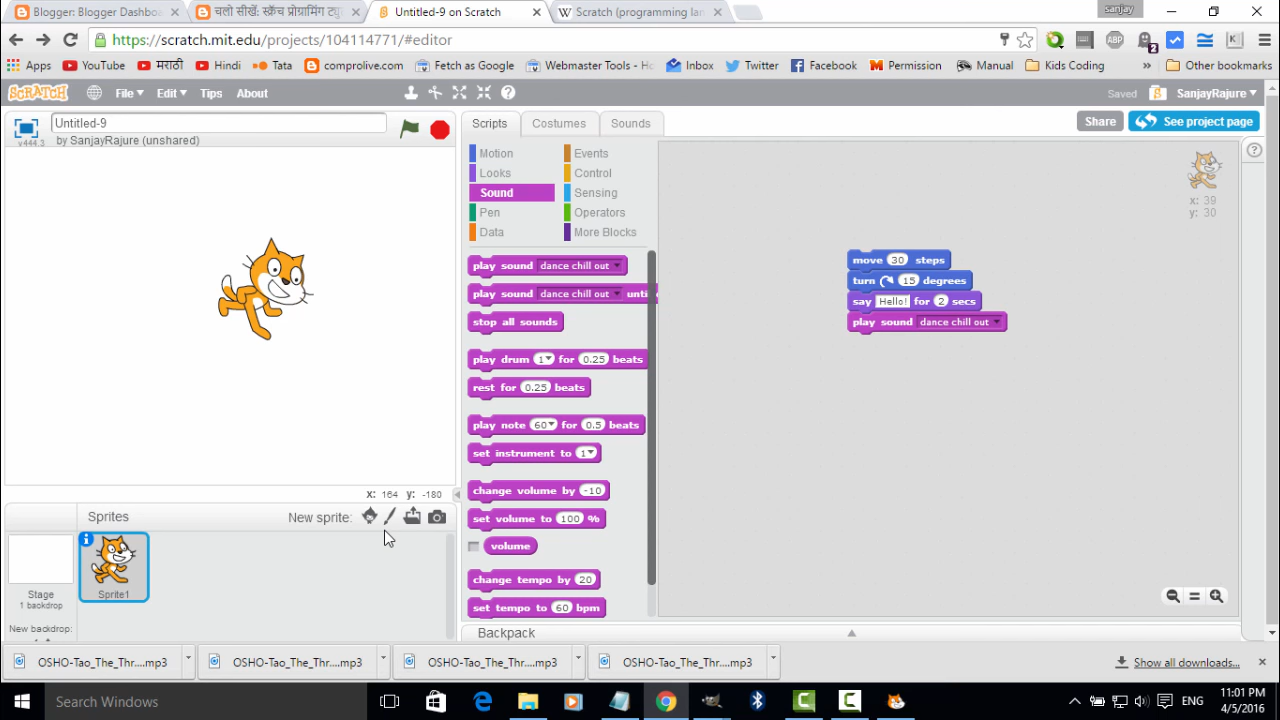 Blogger: Blogger Dashbo
चलो सीखें: स्क्रॅच प्रोग्रामिंग ट्यु
Untitled-9 on Scratch
Scratch (programming lan
sanjay
https://scratch.mit.edu/projects/104114771/#editor
ABP
2
K
Apps
YouTube
मराठी
Hindi
Tata
comprolive.com
Fetch as Google
Webmaster Tools - Ho
Inbox
Twitter
Facebook
Permission
Manual
Kids Coding
»
Other bookmarks
SCRATCH
File
Edit
Tips
About
Saved
SanjayRajure
v444.3
Untitled-9
by SanjayRajure (unshared)
Scripts
Costumes
Sounds
Share
See project page
Motion
Events
Looks
Control
Sound
Sensing
Pen
Operators
Data
More Blocks
x: 39
y: 30
play sound dance chill out
play sound dance chill out unti
stop all sounds
play drum 1 for 0.25 beats
rest for 0.25 beats
play note 60 for 0.5 beats
set instrument to 1
change volume by -10
set volume to 100 %
volume
change tempo by 20
set tempo to 60 bpm
move 30 steps
turn 15 degrees
say Hello! for 2 secs
play sound dance chill out
x: 164 y: -180
Sprites
New sprite:
Stage
1 backdrop
New backdrop:
Sprite1
Backpack
OSHO-Tao_The_Thr....mp3
OSHO-Tao_The_Thr....mp3
OSHO-Tao_The_Thr....mp3
OSHO-Tao_The_Thr....mp3
Show all downloads...
Search Windows
ENG
11:01 PM
4/5/2016